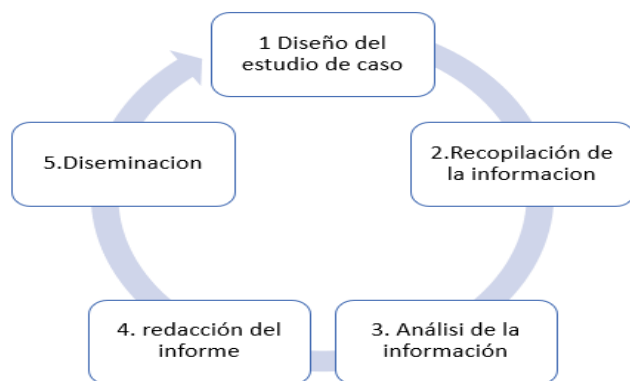 1 Diseño del
estudio de caso
2.Recopilación de
la informacion
3. Análisi de la
información
4. redacción del
informe
5.Diseminacion